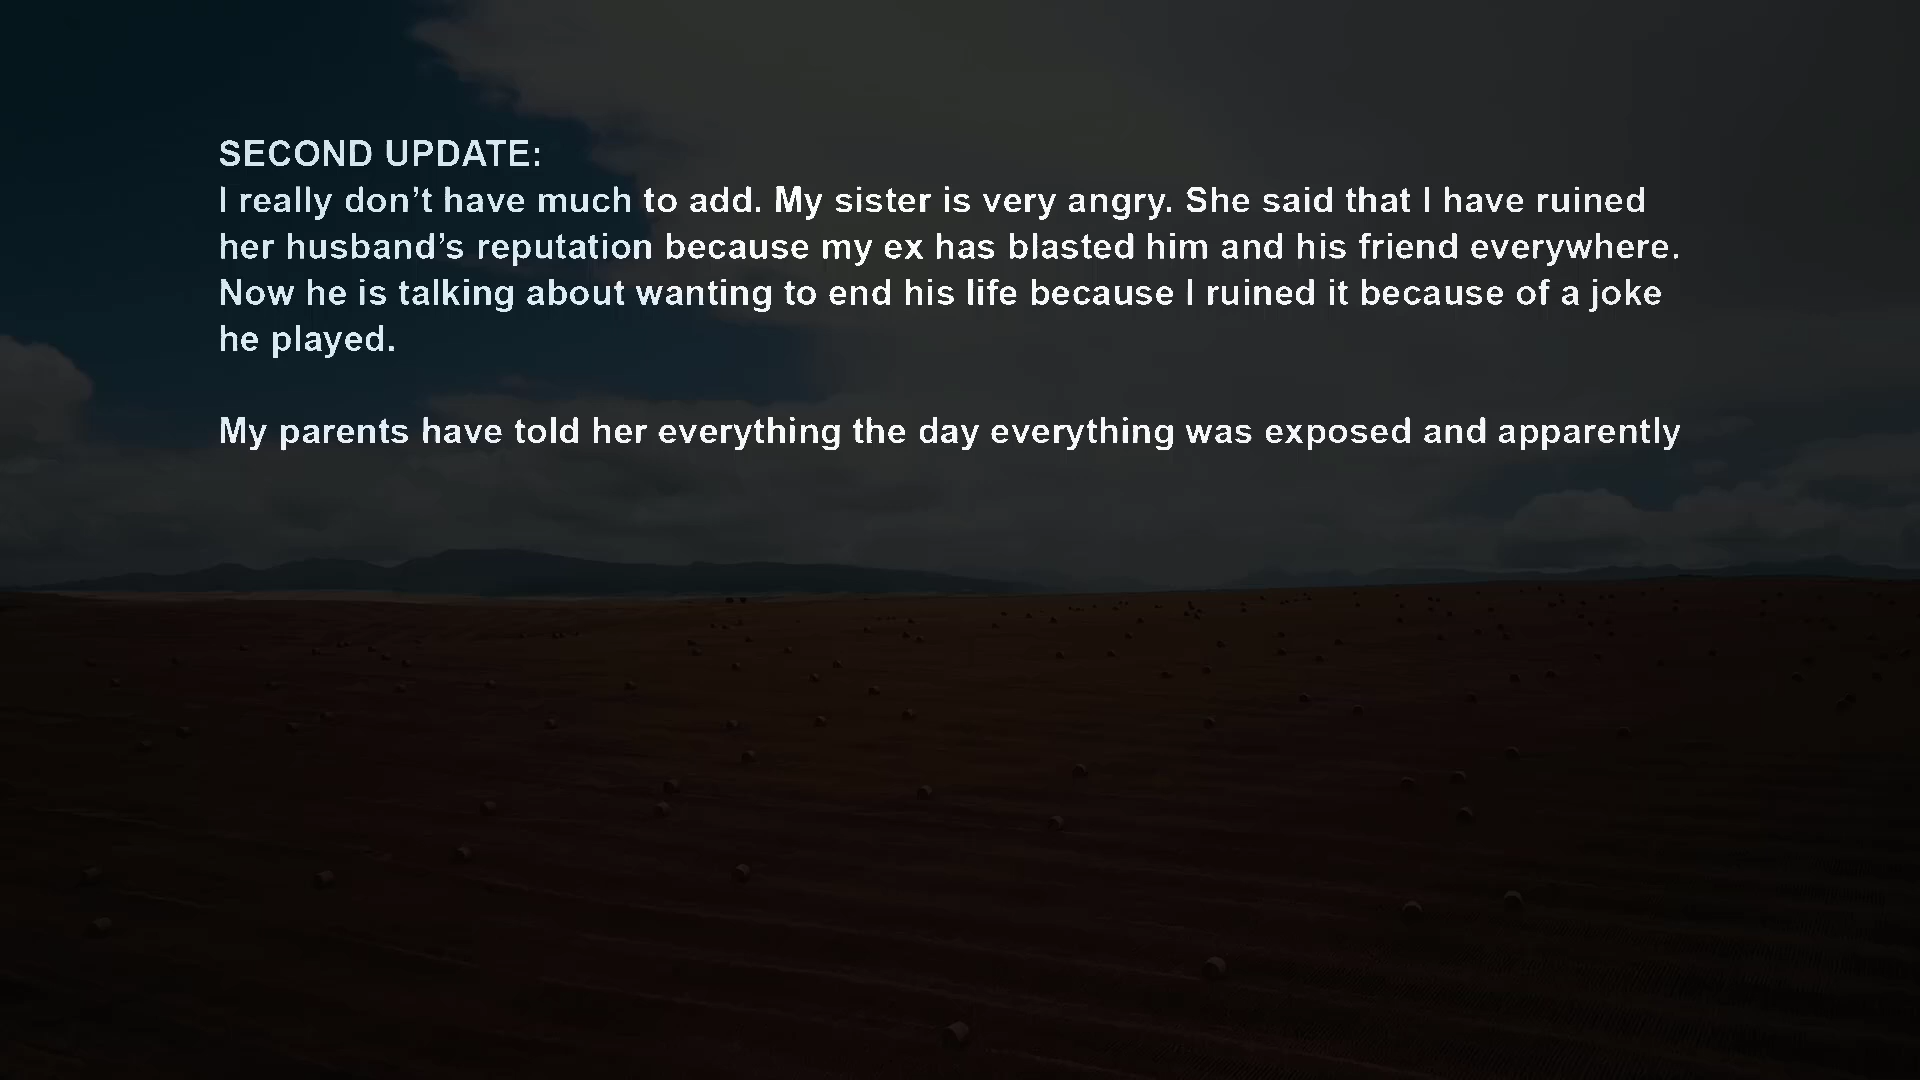 SECOND UPDATE:
I really don’t have much to add. My sister is very angry. She said that I have ruined
her husband’s reputation because my ex has blasted him and his friend everywhere.
Now he is talking about wanting to end his life because I ruined it because of a joke
he played.
My parents have told her everything the day everything was exposed and apparently